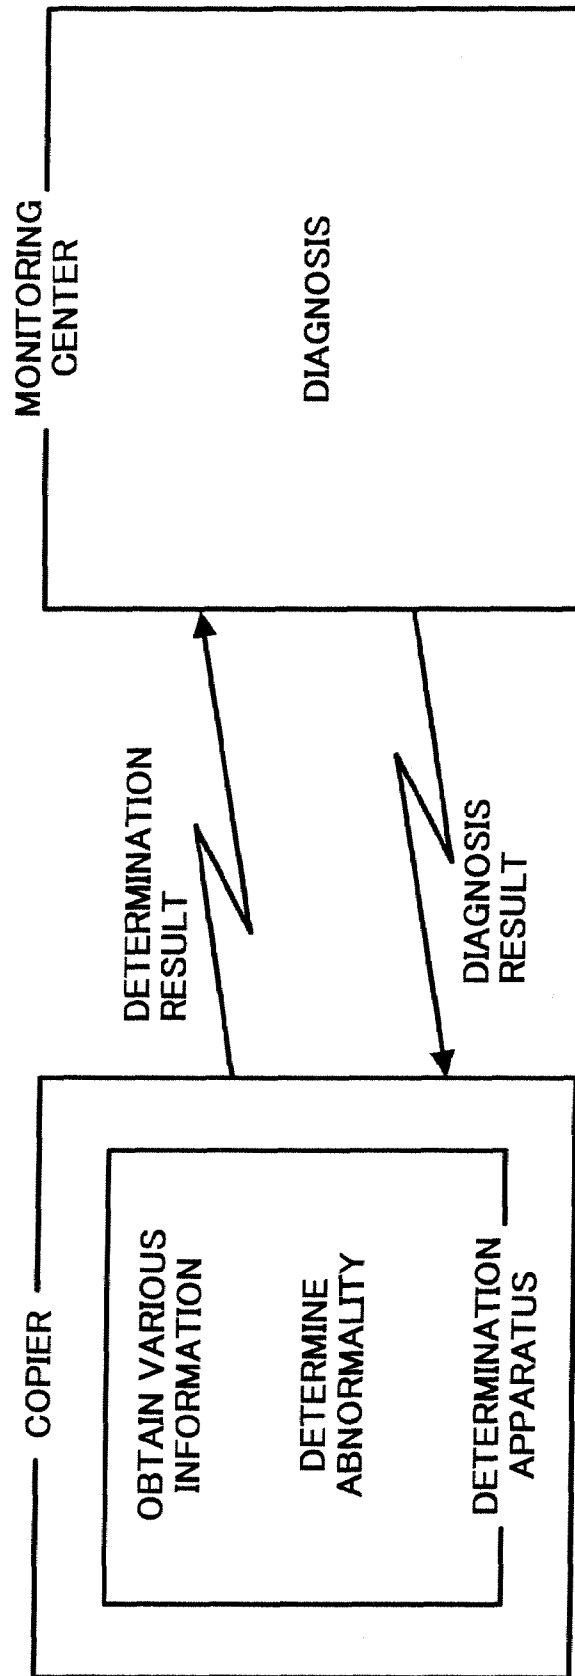 COPIER
OBTAIN VARIOUS
INFORMATION
DETERMINE
ABNORMALITY
DETERMINATION
APPARATUS
DETERMINATION
RESULT
DIAGNOSIS
RESULT
MONITORING
CENTER
DIAGNOSIS